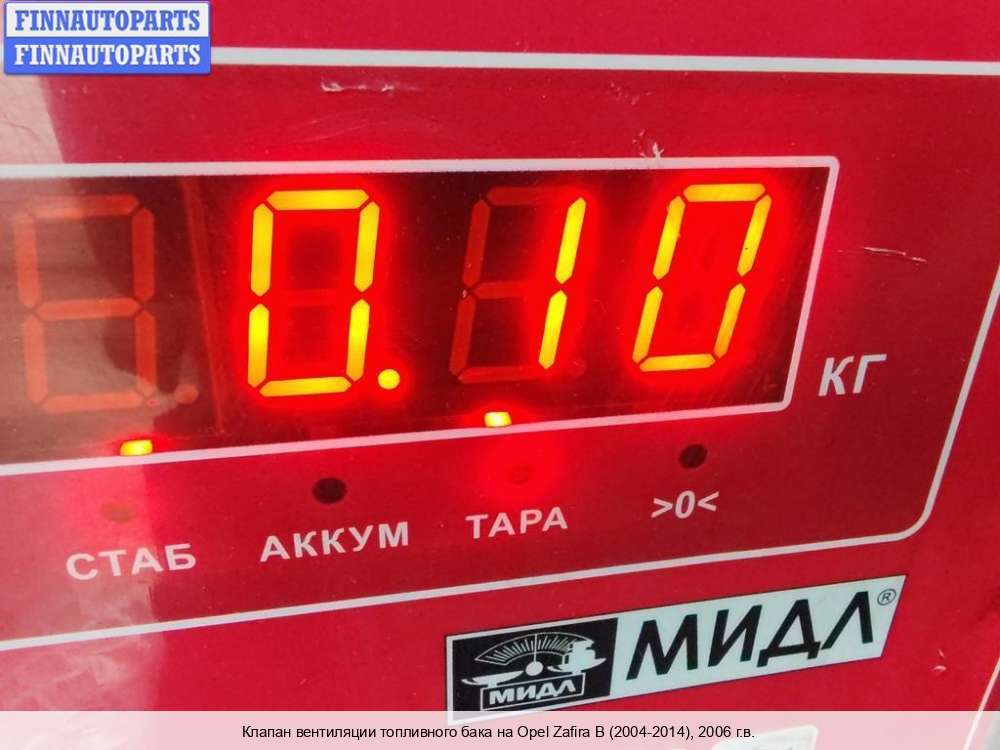 FINNAUTOPARTS
FINNAUTOPARTS
0.10
КГ
СТАБ АККУМ ТАРА >0<
МИДЛ МИДЛ®
Клапан вентиляции топливного бака на Opel Zafira B (2004-2014), 2006 г.в.